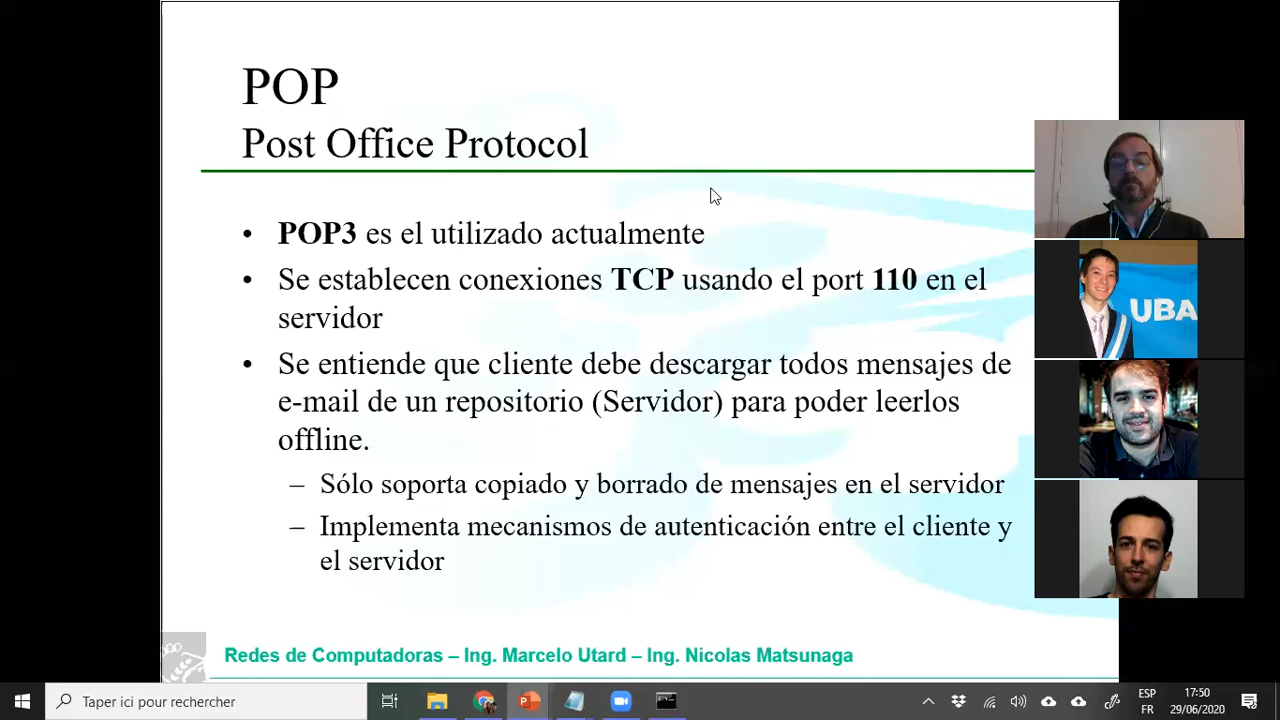 POP
Post Office Protocol
• POP3 es el utilizado actualmente
• Se establecen conexiones TCP usando el port 110 en el
servidor
• Se entiende que cliente debe descargar todos mensajes de
e-mail de un repositorio (Servidor) para poder leerlos
offline.
– Sólo soporta copiado y borrado de mensajes en el servidor
– Implementa mecanismos de autenticación entre el cliente y
el servidor
UBA
Redes de Computadoras – Ing. Marcelo Utard – Ing. Nicolas Matsunaga
Taper ici pour rechercher
ESP
FR
17:50
29/06/2020